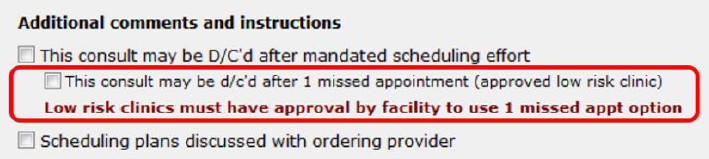 Additional comments and instructions
This consult may be D/C'd after mandated scheduling effort
This consult may be d/c'd after 1 missed appointment (approved low risk clinic)
Low risk clinics must have approval by facility to use 1 missed appt option
Scheduling plans discussed with ordering provider